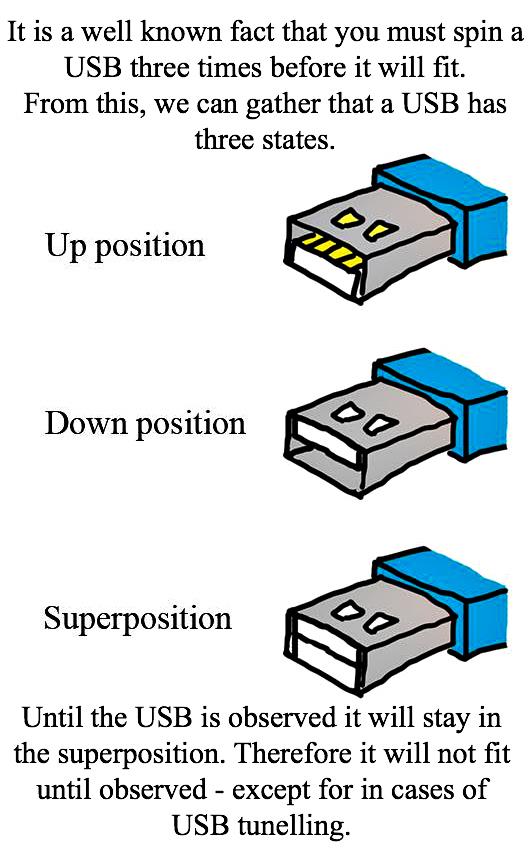 It is a well known fact that you must spin a
USB three times before it will fit.
From this, we can gather that a USB has
three states.
Up position
Down position
Superposition
Until the USB is observed it will stay in
the superposition. Therefore it will not fit
until observed - except for in cases of
USB tunelling.